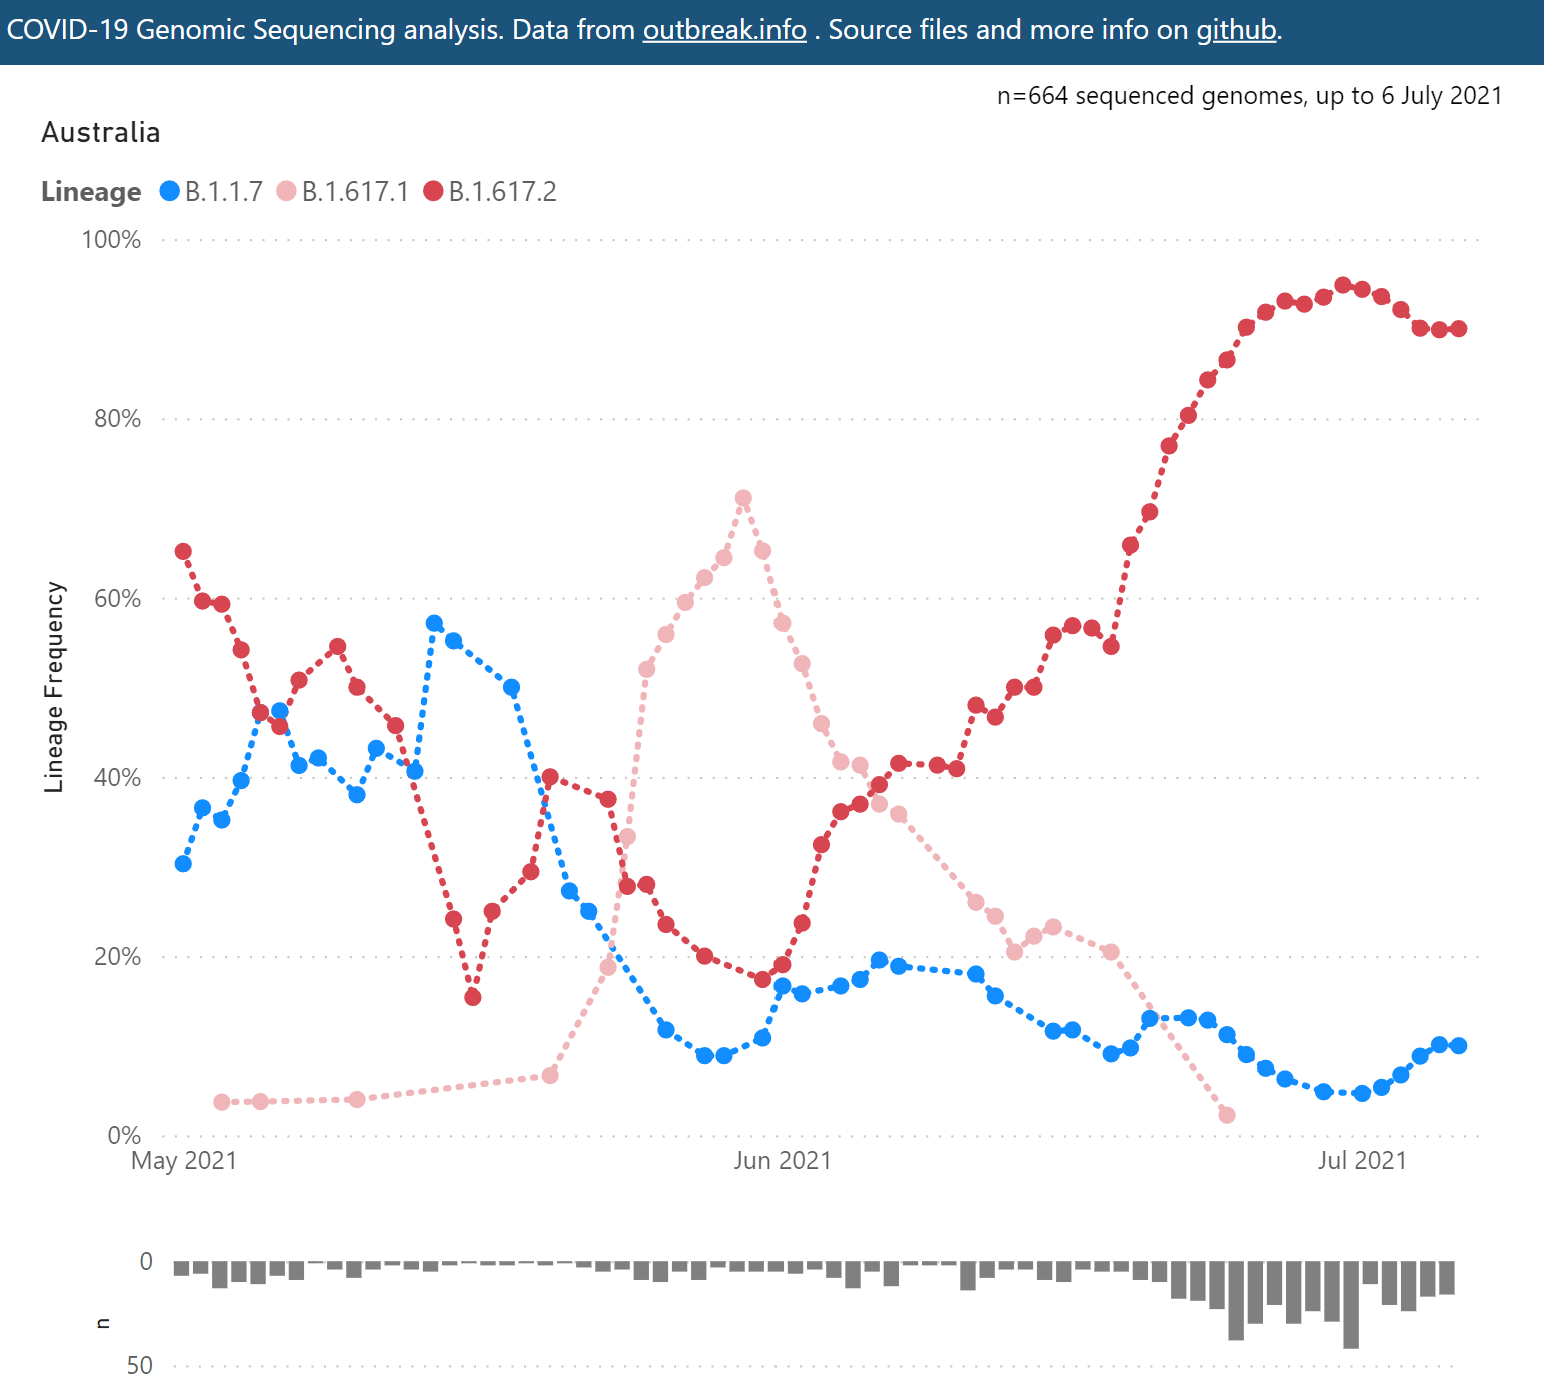 COVID-19 Genomic Sequencing analysis. Data from outbreak.info . Source files and more info on github.
n=664 sequenced genomes, up to 6 July 2021
Australia
Lineage B.1.1.7 B.1.617.1 B.1.617.2
100%
80%
60%
40%
20%
0%
Lineage Frequency
May 2021 Jun 2021 Jul 2021
0
n
50